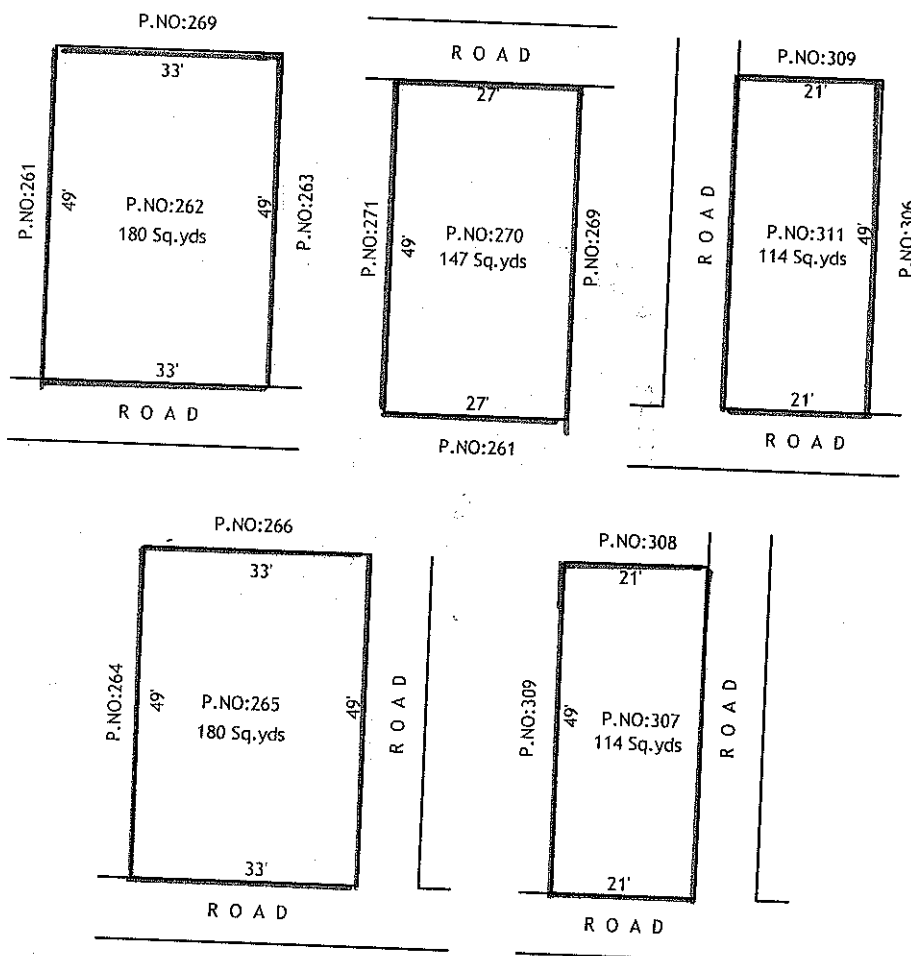 P.NO:269
33'
P.NO:261
49'
P.NO:262
180 Sq.yds
49'
P.NO:263
33'
ROAD
ROAD
27'
P.NO:271
49'
P.NO:270
147 Sq.yds
P.NO:269
27'
P.NO:261
P.NO:309
21'
ROAD
P.NO:311
114 Sq.yds
49'
P.NO:306
21'
ROAD
P.NO:266
33'
P.NO:264
49'
P.NO:265
180 Sq.yds
49'
ROAD
33'
ROAD
P.NO:308
21'
P.NO:309
49'
P.NO:307
114 Sq.yds
ROAD
21'
ROAD